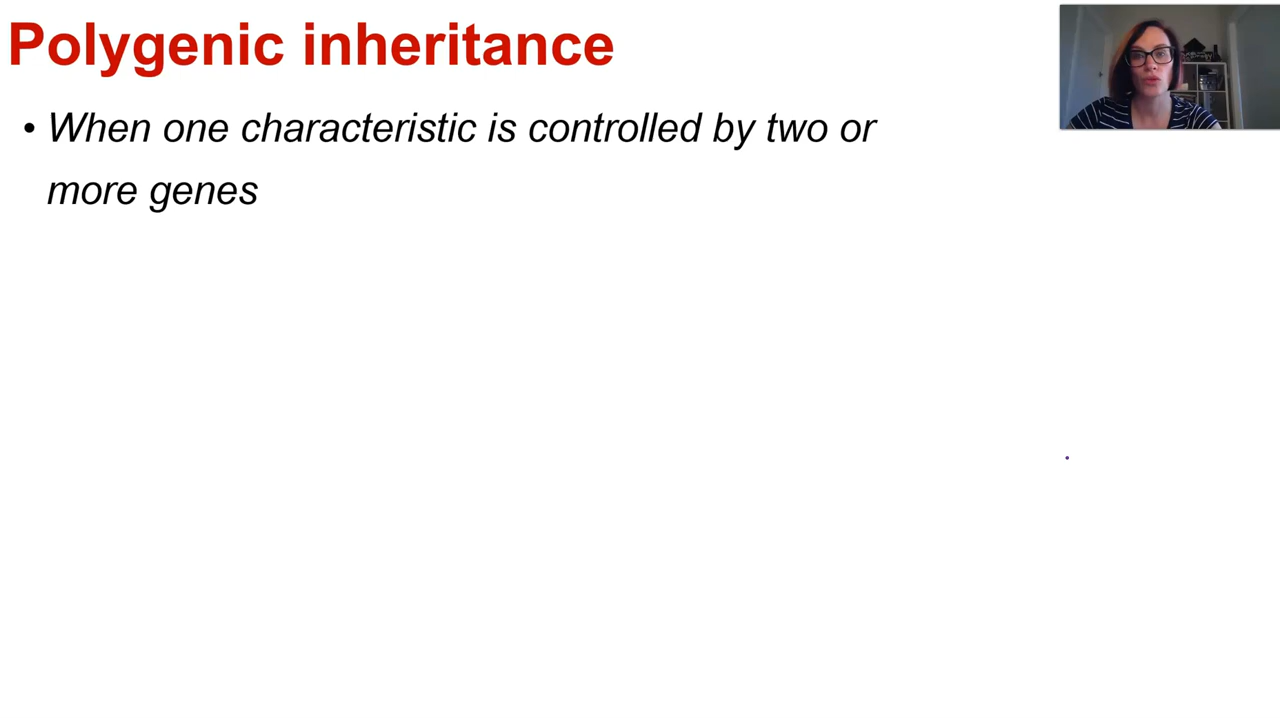 Polygenic inheritance
• When one characteristic is controlled by two or
more genes